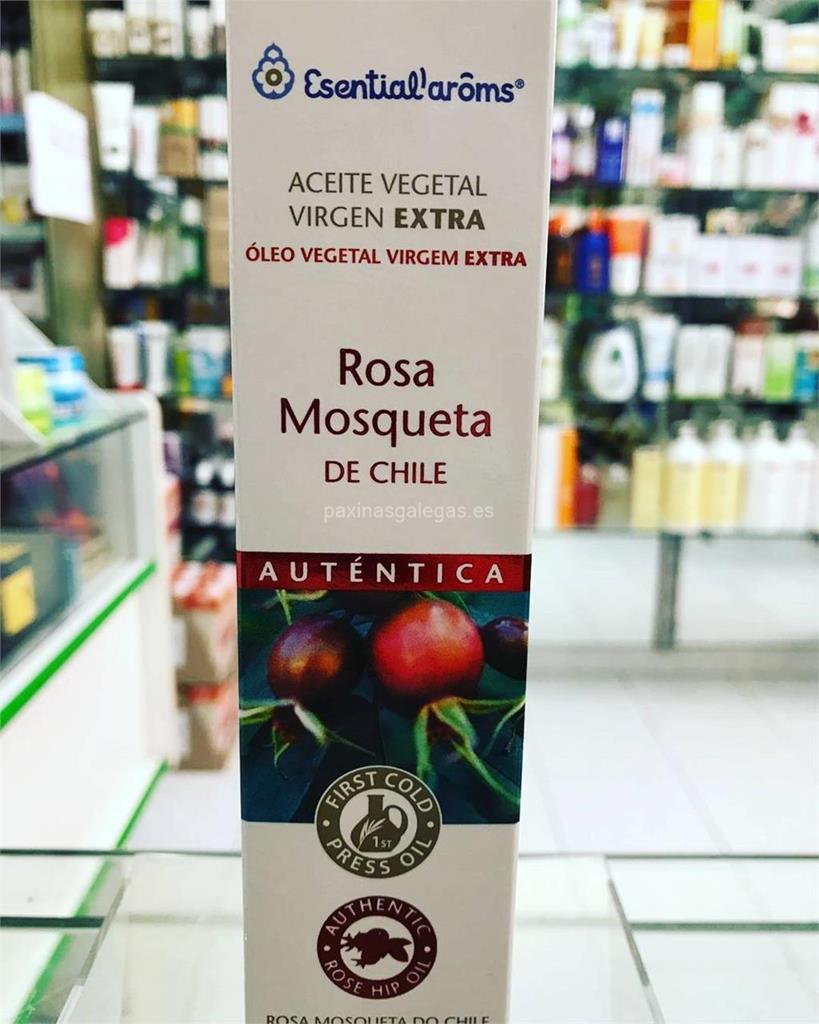 Esential'arôms®
ACEITE VEGETAL
VIRGEN EXTRA
ÓLEO VEGETAL VIRGEM EXTRA
Rosa
Mosqueta
DE CHILE
paxinasgalegas.es
AUTÉNTICA
FIRST COLD
1ST
PRESS OIL
AUTHENTIC
ROSE HIP OIL
ROSA MOSQUETA DO CHILE